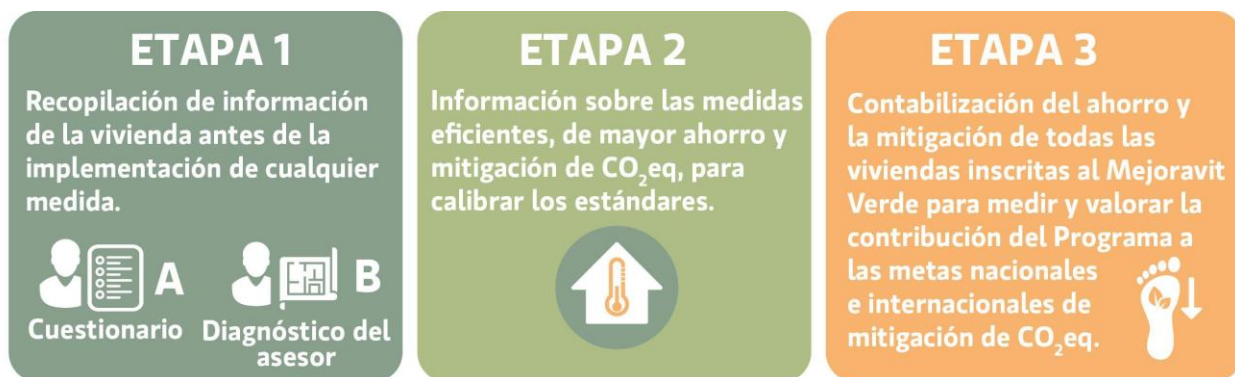 ETAPA 1
Recopilación de información
de la vivienda antes de la
implementación de cualquier
medida.
A
Cuestionario
B
Diagnóstico del
asesor
ETAPA 2
Información sobre las medidas
eficientes, de mayor ahorro y
mitigación de CO₂eq, para
calibrar los estándares.
ETAPA 3
Contabilización del ahorro y
la mitigación de todas las
viviendas inscritas al Mejoravit
Verde para medir y valorar la
contribución del Programa a
las metas nacionales
e internacionales de
mitigación de CO₂eq.